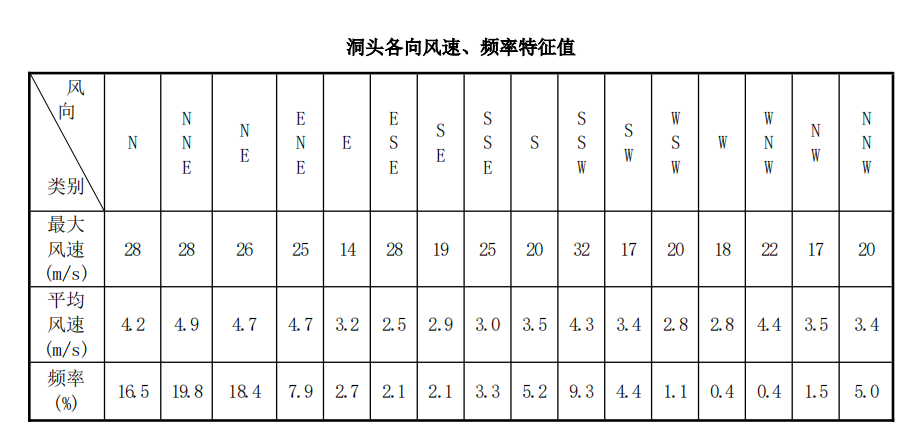 洞头各向风速、频率特征值
风向 类别 N NNE NE ENE E ESE SE SSE S SSW SW WSW W WNW NW NNW
最大风速(m/s) 28 28 26 25 14 28 19 25 20 32 17 20 18 22 17 20
平均风速(m/s) 4.2 4.9 4.7 4.7 3.2 2.5 2.9 3.0 3.5 4.3 3.4 2.8 2.8 4.4 3.5 3.4
频率(%) 16.5 19.8 18.4 7.9 2.7 2.1 2.1 3.3 5.2 9.3 4.4 1.1 0.4 0.4 1.5 5.0